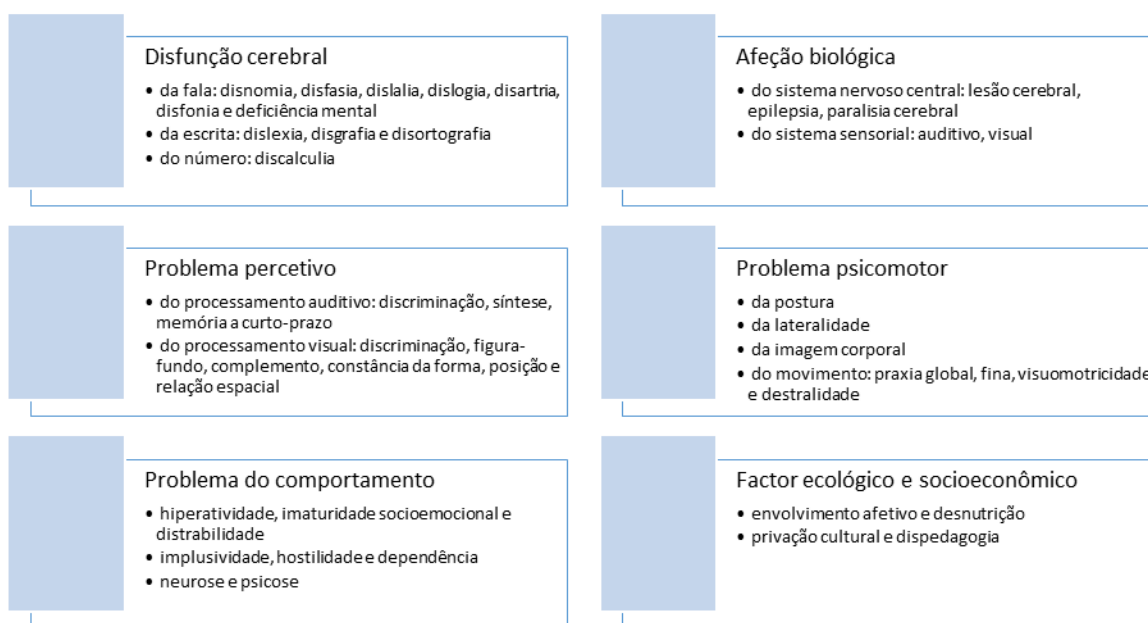 Disfunção cerebral
• da fala: disnomia, disfasia, dislalia, dislogia, disartria,
disfonia e deficiência mental
• da escrita: dislexia, disgrafia e disortografia
• do número: discalculia
Afeção biológica
• do sistema nervoso central: lesão cerebral,
epilepsia, paralisia cerebral
• do sistema sensorial: auditivo, visual
Problema percetivo
• do processamento auditivo: discriminação, síntese,
memória a curto-prazo
• do processamento visual: discriminação, figura-
fundo, complemento, constância da forma, posição e
relação espacial
Problema psicomotor
• da postura
• da lateralidade
• da imagem corporal
• do movimento: praxia global, fina, visuomotricidade
e destralidade
Problema do comportamento
• hiperatividade, imaturidade socioemocional e
distrabilidade
• implusividade, hostilidade e dependência
• neurose e psicose
Factor ecológico e socioeconômico
• envolvimento afetivo e desnutrição
• privação cultural e dispedagogia